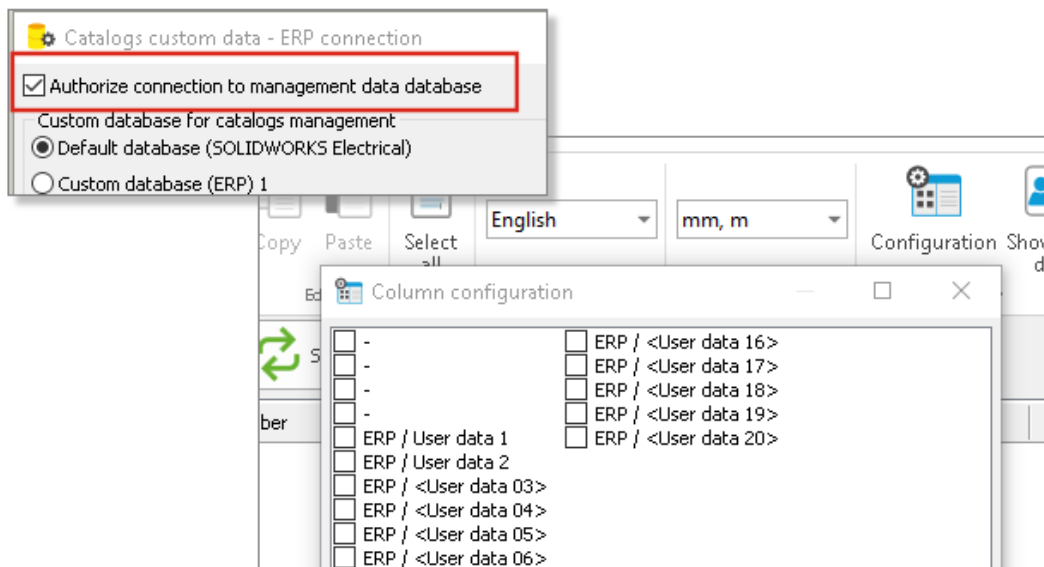 Catalogs custom data - ERP connection
Authorize connection to management data database
Custom database for catalogs management
Default database (SOLIDWORKS Electrical)
Custom database (ERP) 1
English
mm, m
Copy
Paste
Select
all
Configuration
Show
d
Ed
Column configuration
S
ber
-
-
-
-
ERP / User data 1
ERP / User data 2
ERP / <User data 03>
ERP / <User data 04>
ERP / <User data 05>
ERP / <User data 06>
ERP / <User data 16>
ERP / <User data 17>
ERP / <User data 18>
ERP / <User data 19>
ERP / <User data 20>